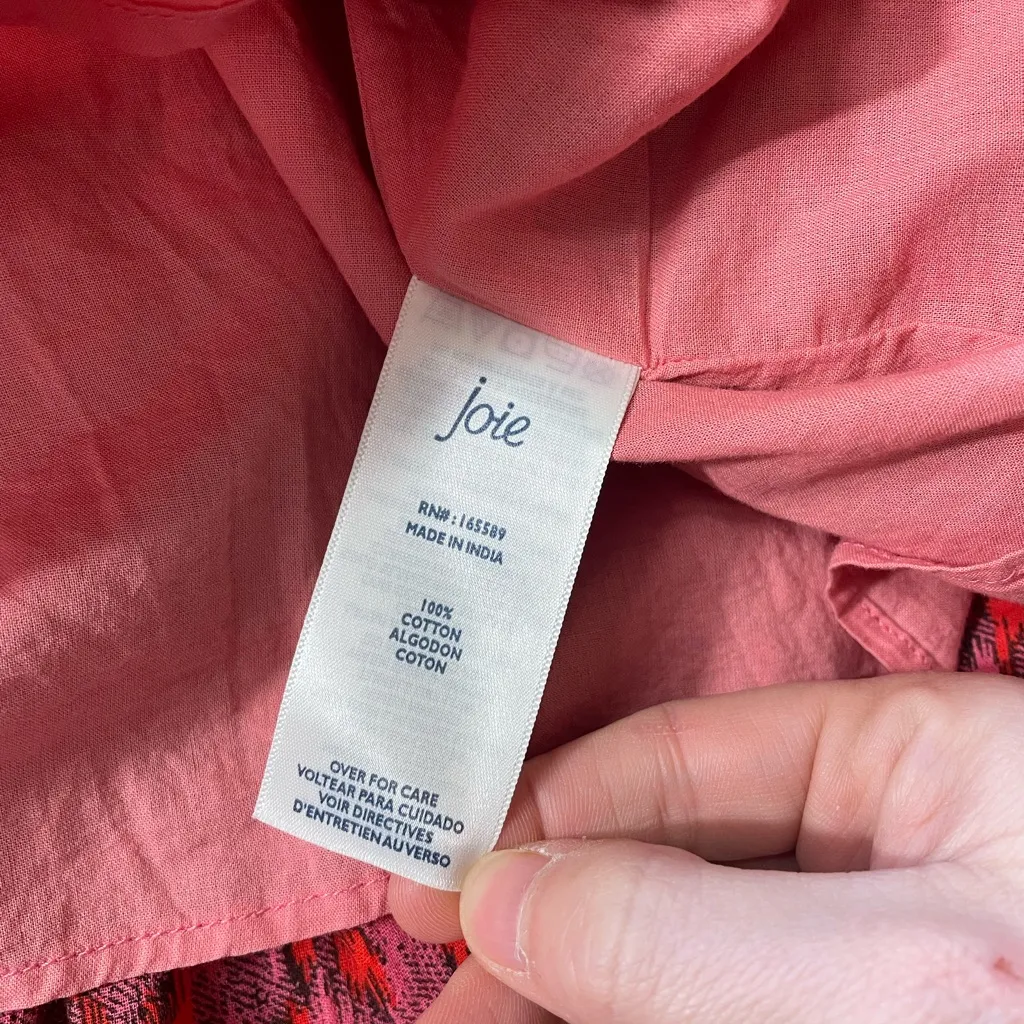 joie
RN# : 165589
MADE IN INDIA
100%
COTTON
ALGODON
COTON
OVER FOR CARE
VOLTEAR PARA CUIDADO
VOIR DIRECTIVES
D'ENTRETIEN AU VERSO